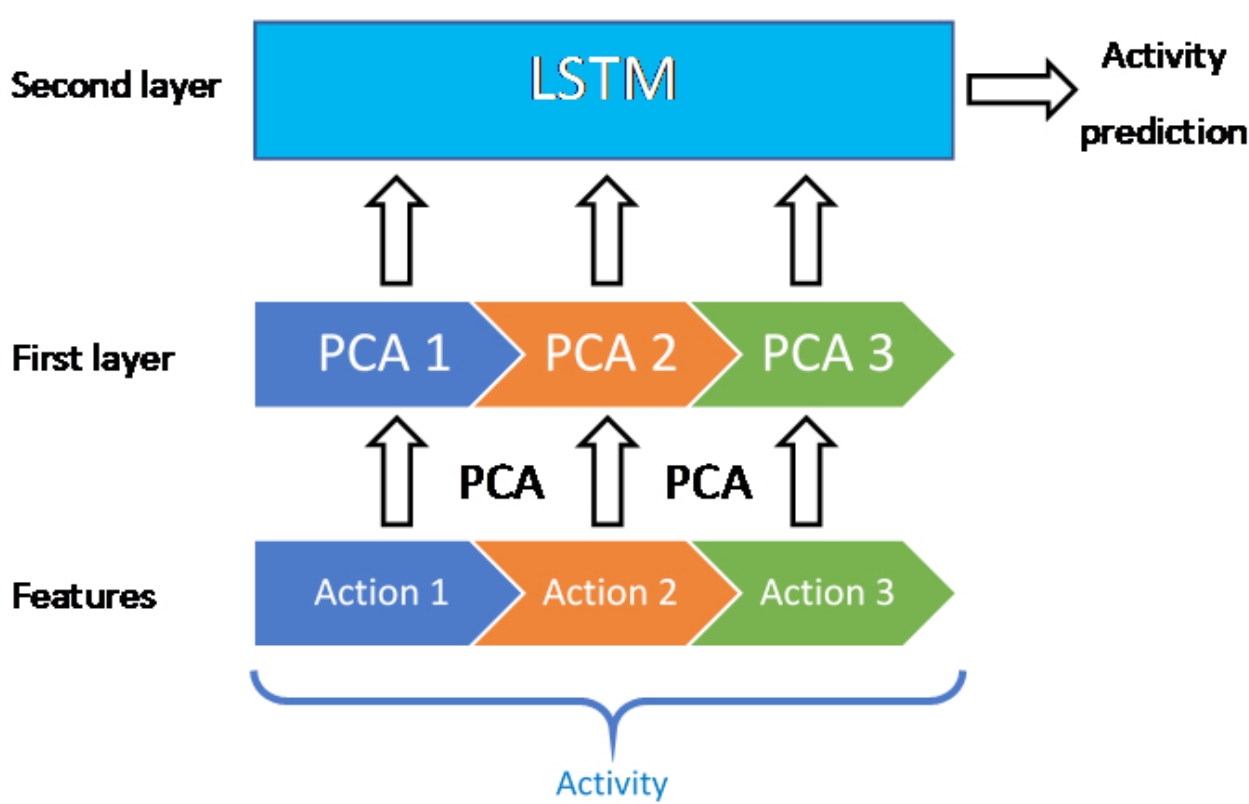 Second layer
LSTM
Activity
prediction
First layer
PCA 1
PCA 2
PCA 3
PCA
PCA
Features
Action 1
Action 2
Action 3
Activity